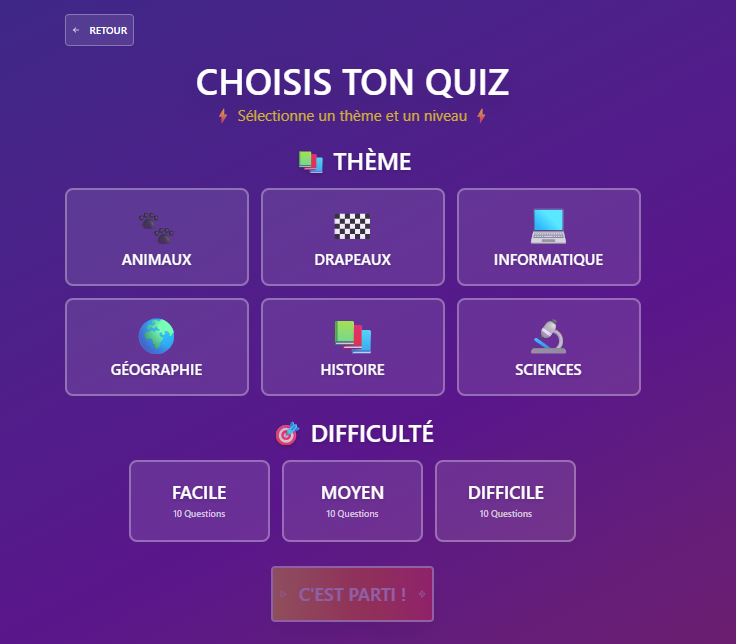 ← RETOUR
CHOISIS TON QUIZ
Sélectionne un thème et un niveau
THÈME
ANIMAUX
DRAPEAUX
INFORMATIQUE
GÉOGRAPHIE
HISTOIRE
SCIENCES
DIFFICULTÉ
FACILE
10 Questions
MOYEN
10 Questions
DIFFICILE
10 Questions
C'EST PARTI !